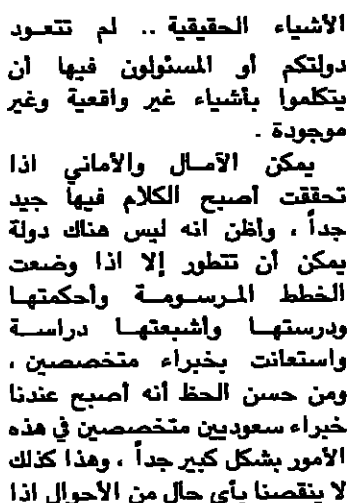 الأشياء الحقيقية .. لم تتعود
دولتكم أو المسئولون فيها أن
يتكلموا بأشياء غير واقعية وغير
موجودة .
يمكن الآمال والأماني اذا
تحققت أصبح الكلام فيها جيد
جداً ، وأظن انه ليس هناك دولة
يمكن أن تتطور إلا اذا وضعت
الخطط المرسومة وأحكمتها
ودرستها وأشبعتها دراسة
واستعانت بخبراء متخصصين ،
ومن حسن الحظ أنه أصبح عندنا
خبراء سعوديين متخصصين في هذه
الأمور بشكل كبير جداً ، وهذا كذلك
لا ينقصنا بأي حال من الأحوال اذا